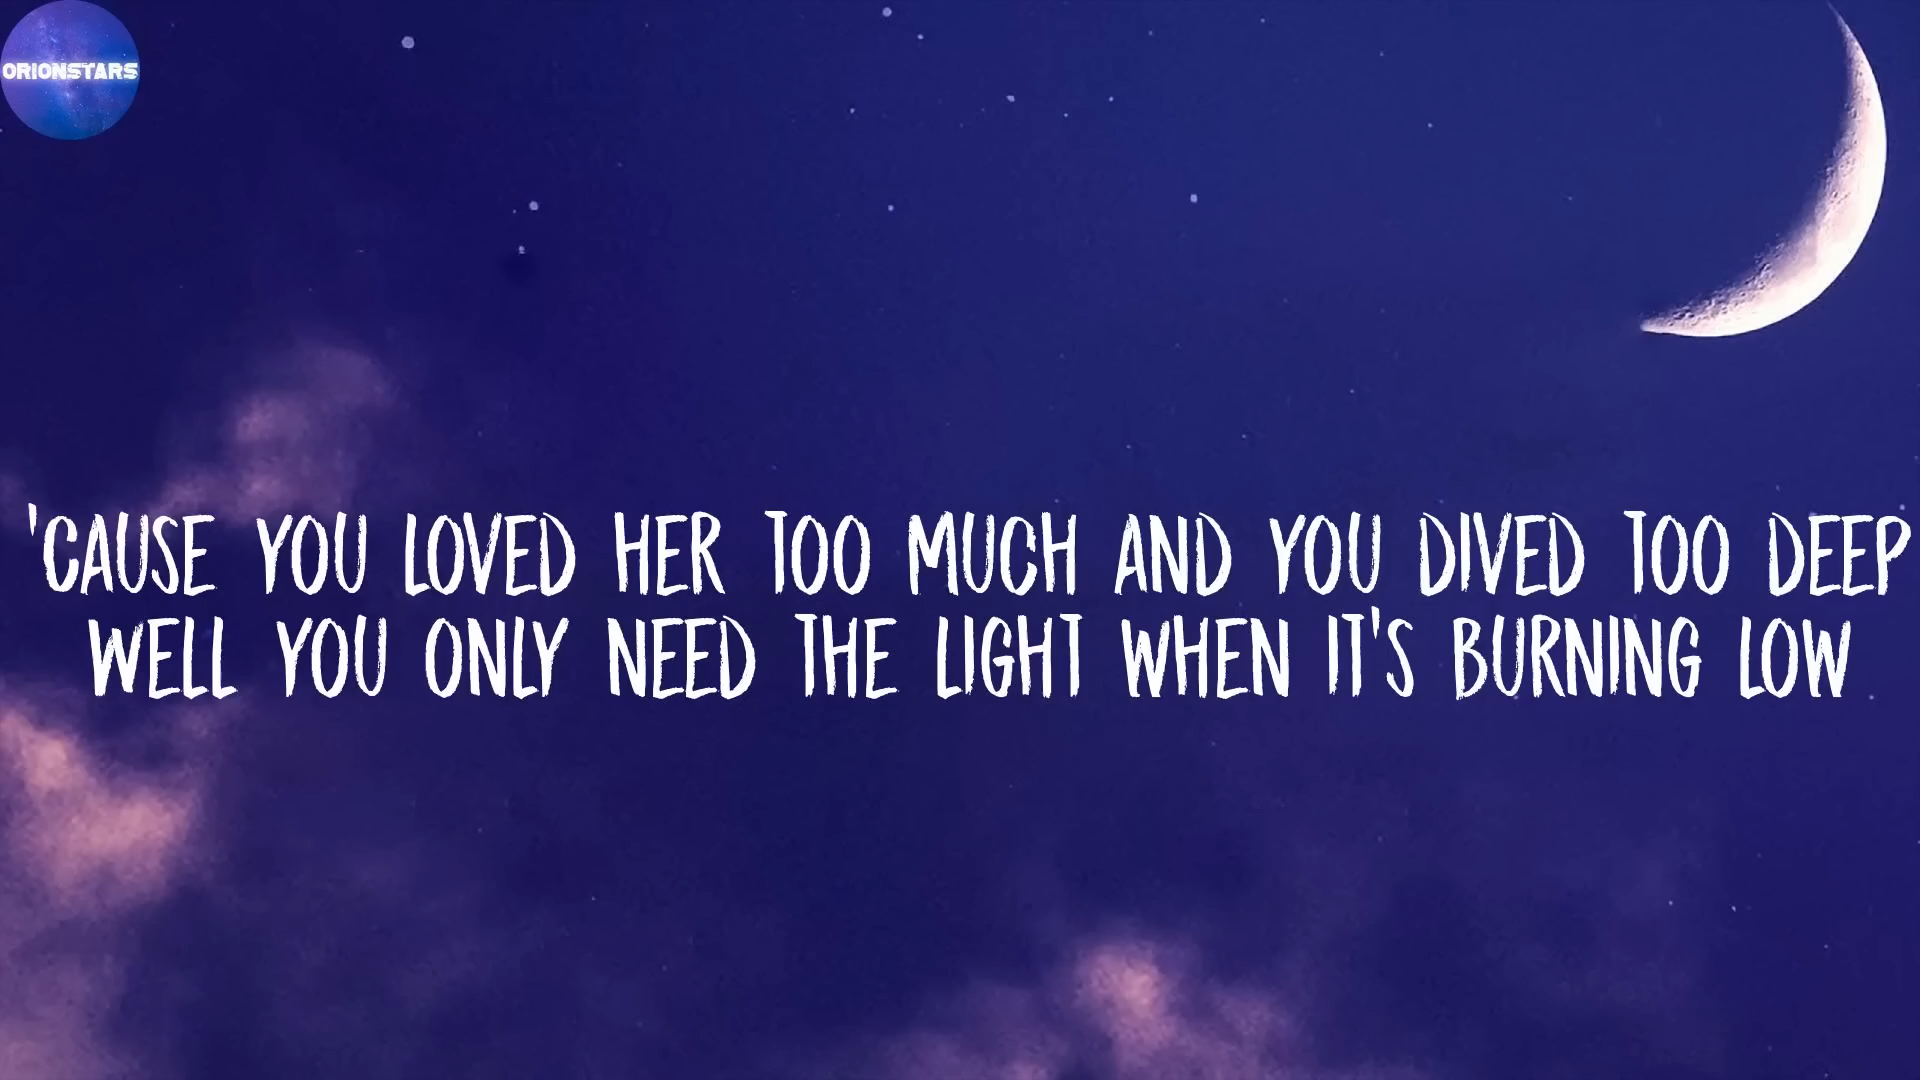 ORIONSTARS
'CAUSE YOU LOVED HER TOO MUCH AND YOU DIVED TOO DEEP
WELL YOU ONLY NEED THE LIGHT WHEN IT'S BURNING LOW